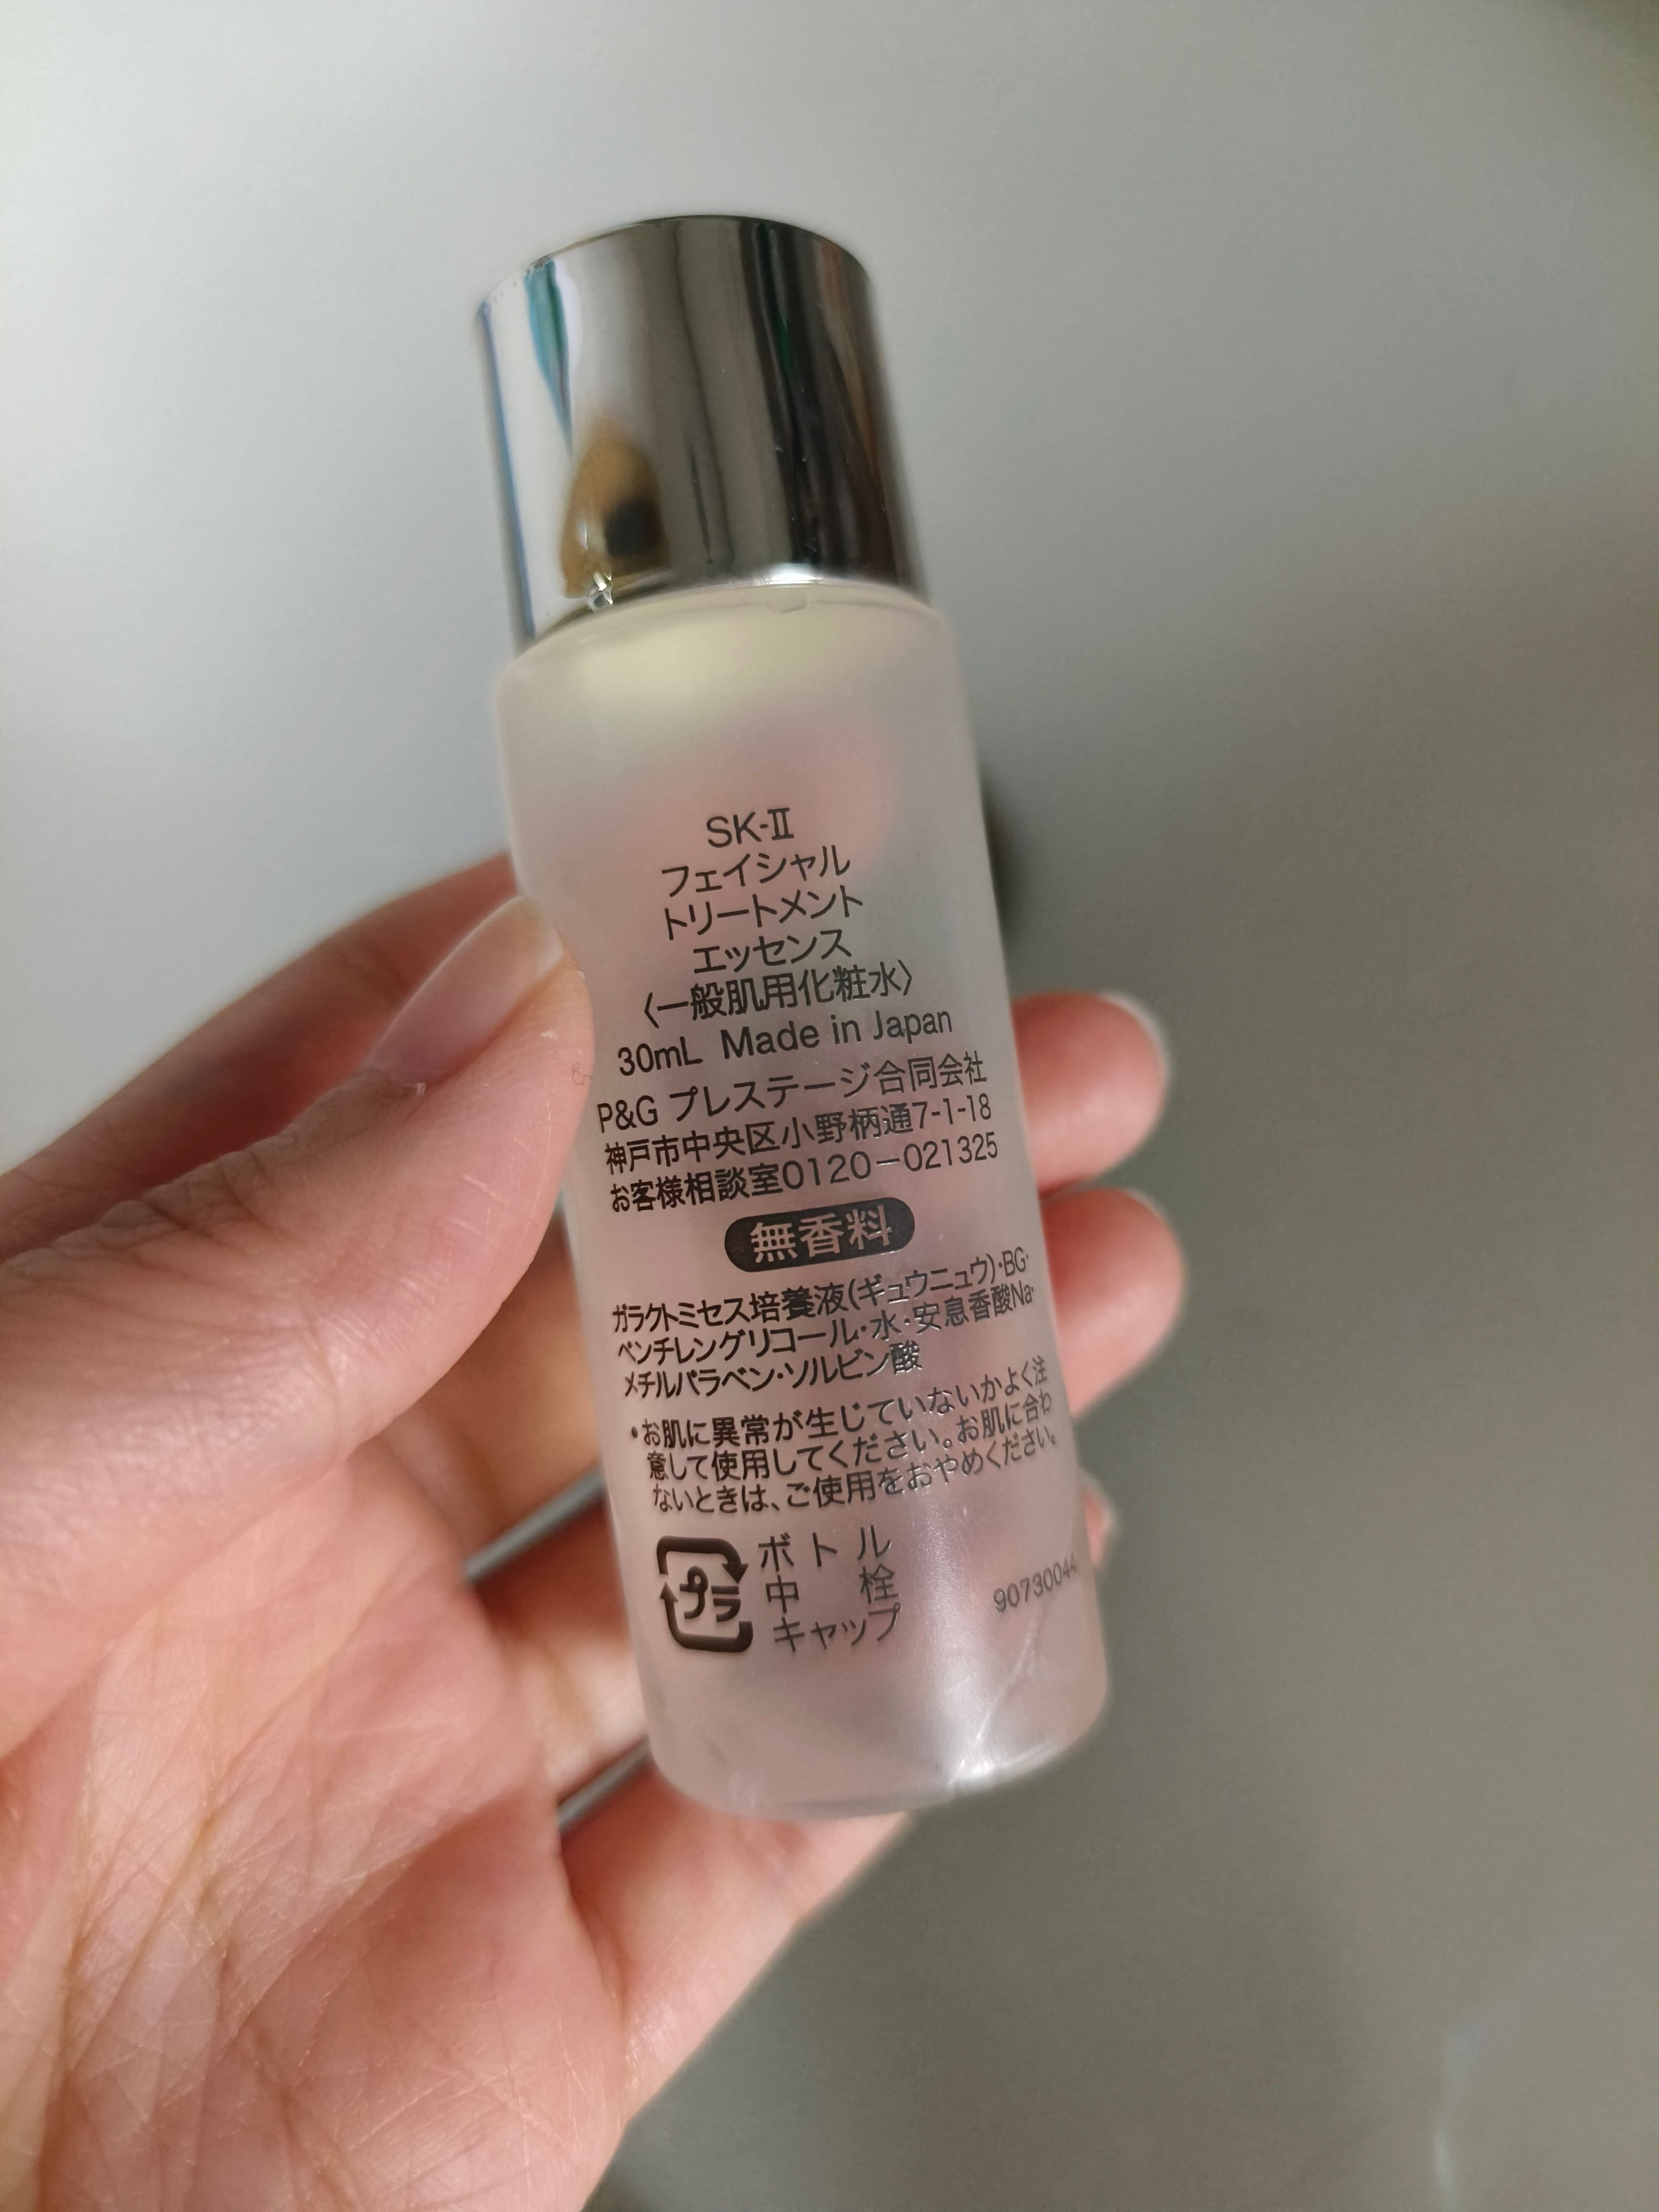 SK-Ⅱ
フェイシャル
トリートメント
エッセンス
〈一般肌用化粧水〉
30mL Made in Japan
P&G プレステージ合同会社
神戸市中央区小野柄通7-1-18
お客様相談室0120-021325
無香料
ガラクトミセス培養液(ギュウニュウ)・BG・
ペンチレングリコール・水・安息香酸Na・
メチルパラベン・ソルビン酸
・お肌に異常が生じていないかよく注
意して使用してください。お肌に合わ
ないときは、ご使用をおやめください。
プラ
ボトル
中栓
キャップ
90730044